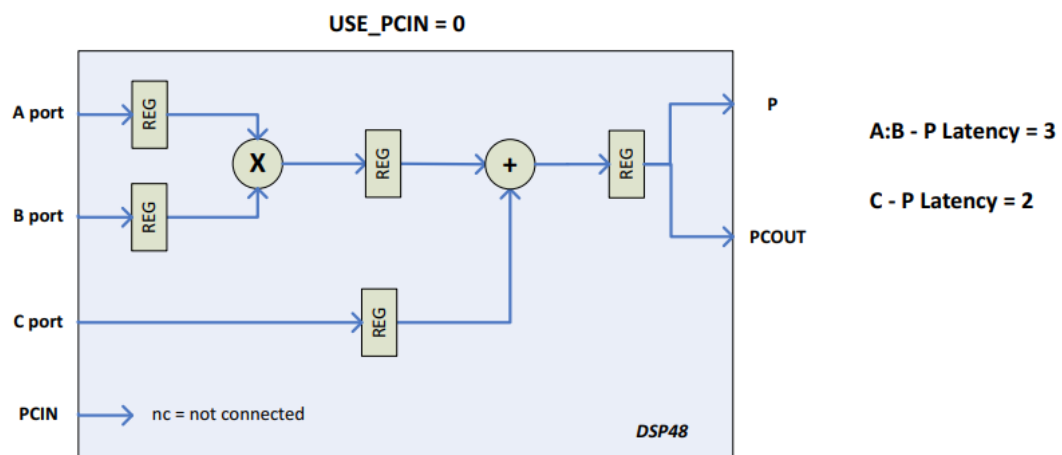 USE_PCIN = 0
A port
REG
X
REG
+
REG
P
A:B - P Latency = 3
B port
REG
C - P Latency = 2
PCOUT
C port
REG
PCIN
nc = not connected
DSP48